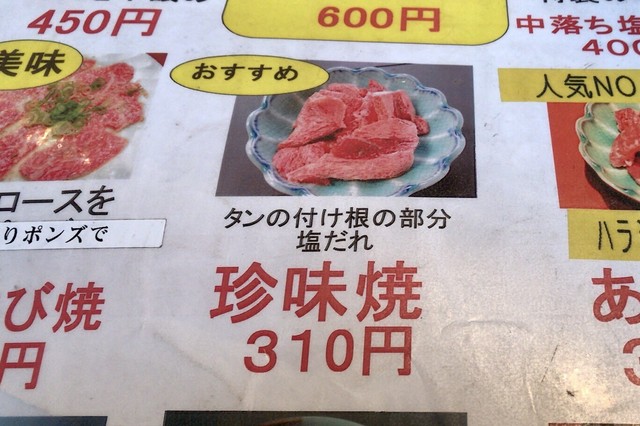 450円
600円
中落ち塩
400
美味
おすすめ
人気NO
ロースを
りポンズで
び焼
円
タンの付け根の部分
塩だれ
珍味焼
310円
ハラ
あ
3